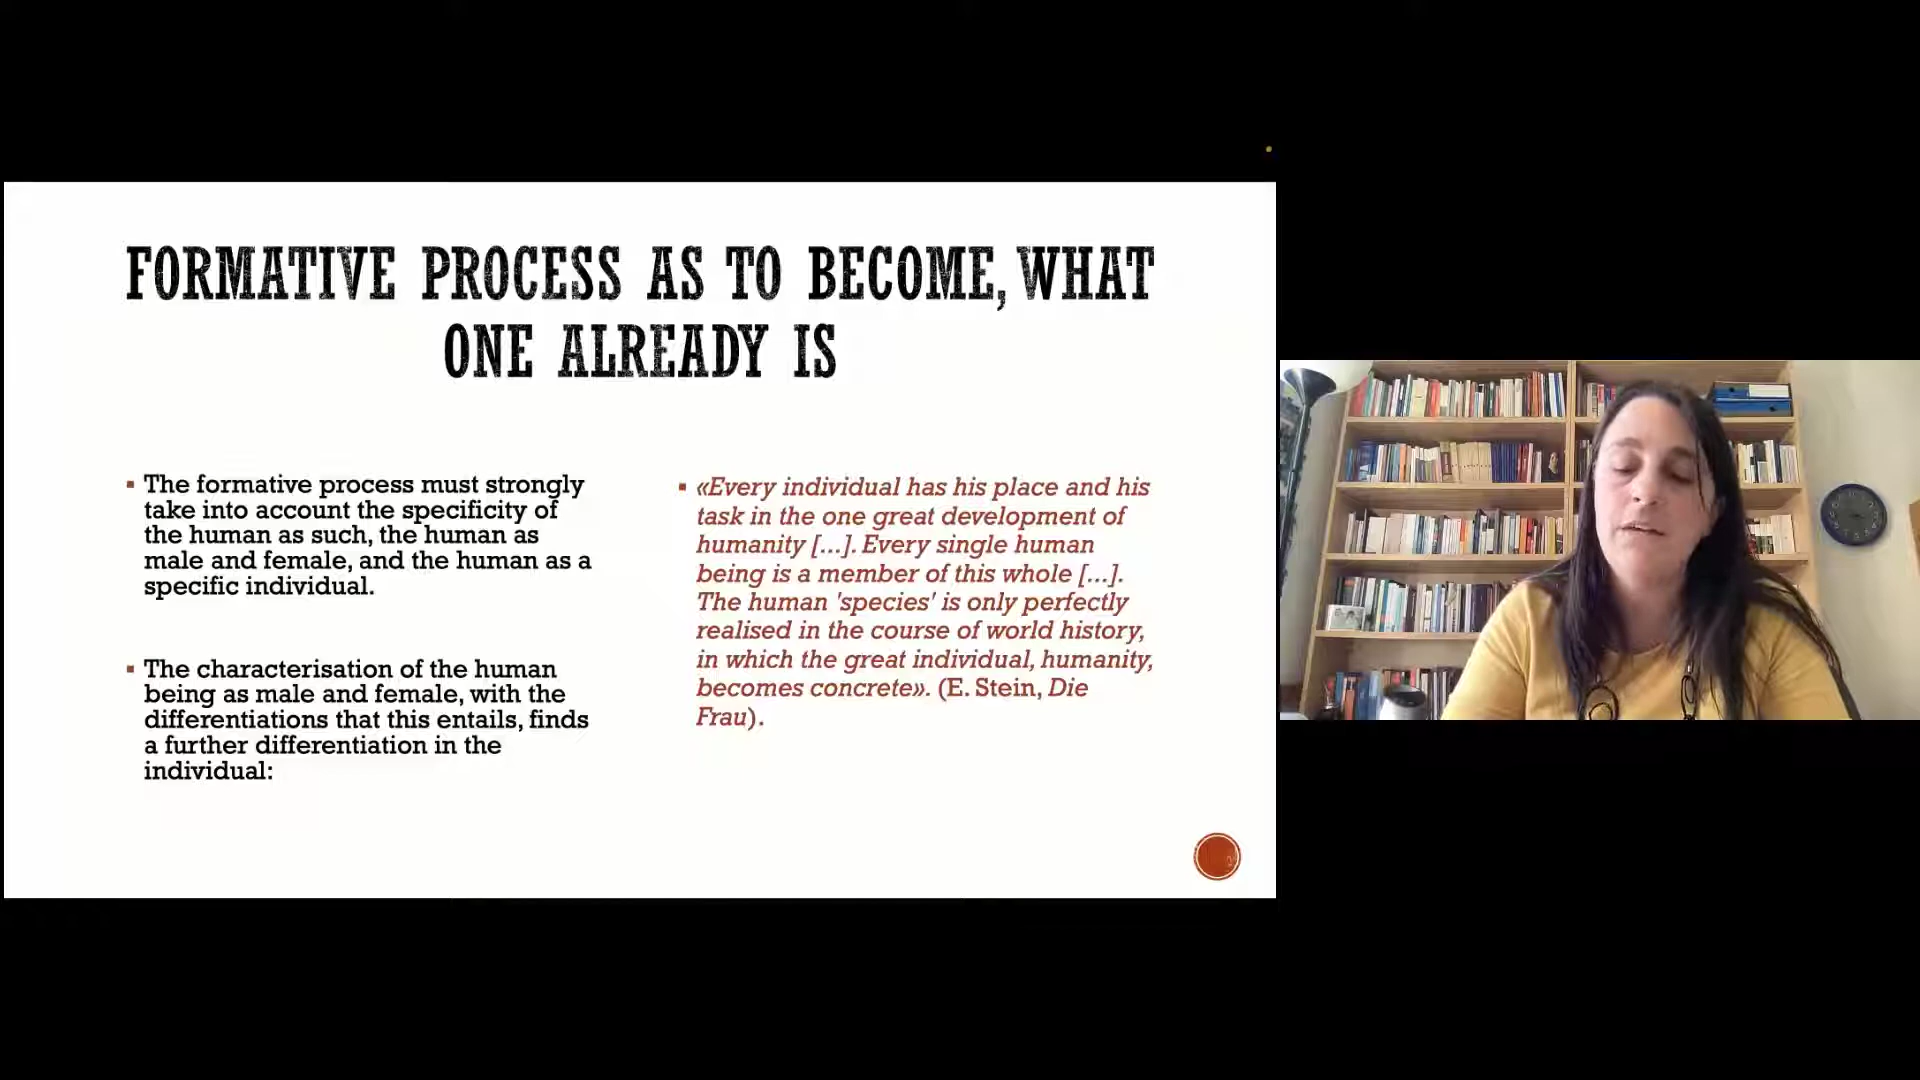 FORMATIVE PROCESS AS TO BECOME, WHAT
ONE ALREADY IS
▪ The formative process must strongly
take into account the specificity of
the human as such, the human as
male and female, and the human as a
specific individual.
▪ The characterisation of the human
being as male and female, with the
differentiations that this entails, finds
a further differentiation in the
individual:
▪ «Every individual has his place and his
task in the one great development of
humanity [...]. Every single human
being is a member of this whole [...].
The human 'species' is only perfectly
realised in the course of world history,
in which the great individual, humanity,
becomes concrete». (E. Stein, Die
Frau).